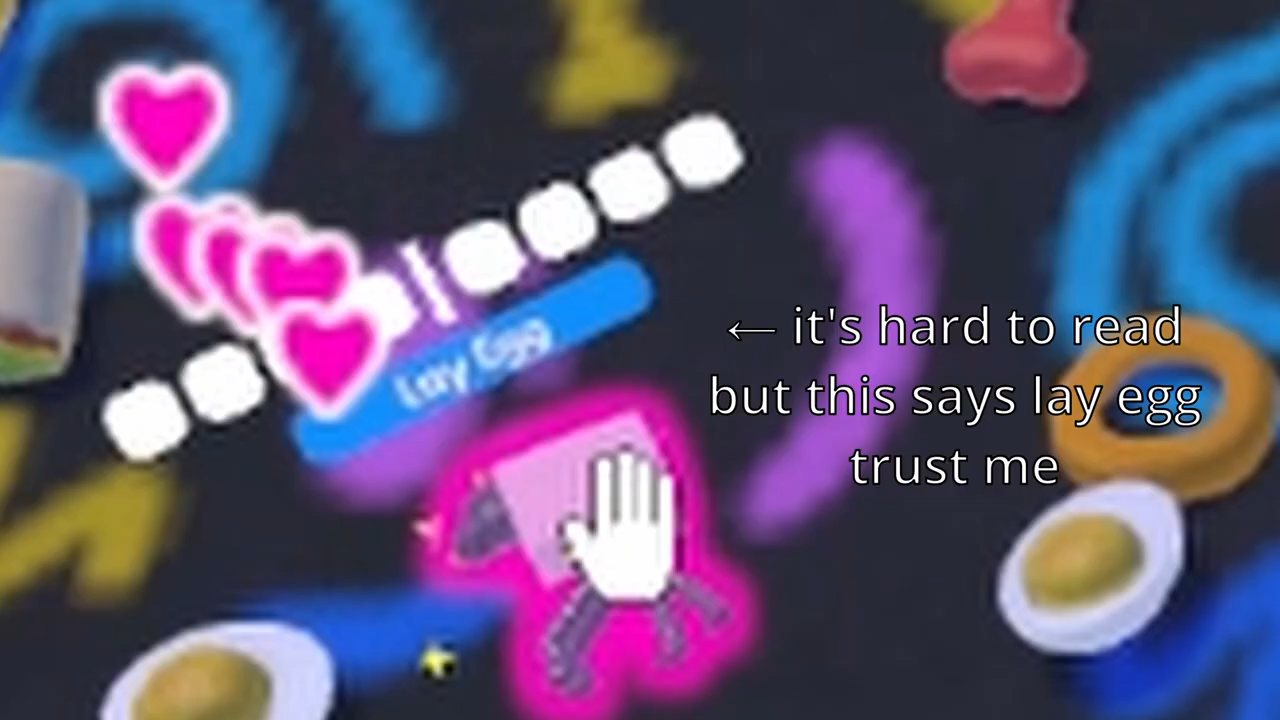 Lay Egg
← it's hard to read
but this says lay egg
trust me